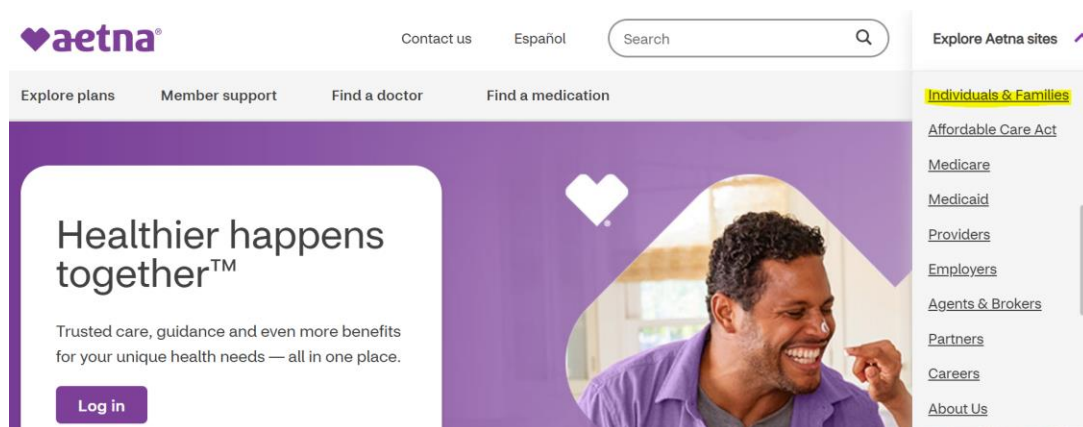 aetna®
Contact us
Español
Search
Explore Aetna sites
Explore plans
Member support
Find a doctor
Find a medication
Individuals & Families
Affordable Care Act
Medicare
Medicaid
Providers
Employers
Agents & Brokers
Partners
Careers
About Us
Healthier happens
together™
Trusted care, guidance and even more benefits
for your unique health needs — all in one place.
Log in
®